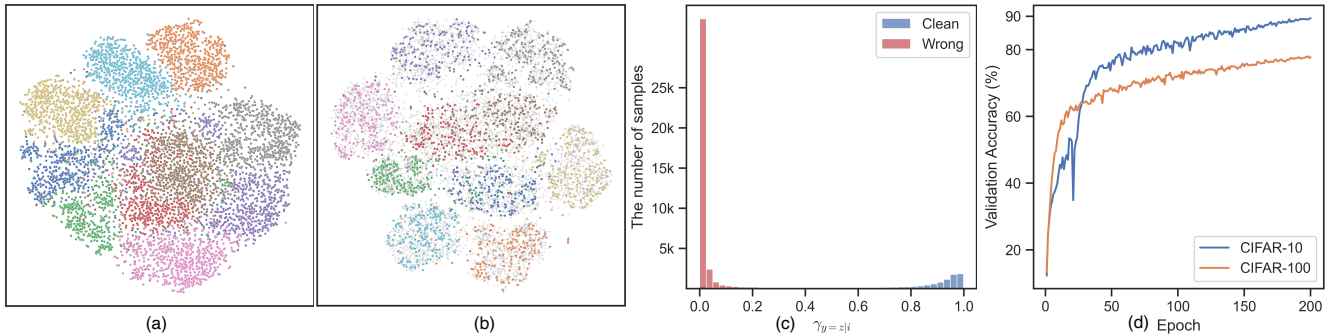 (a)
(b)
The number of samples
25k
20k
15k
10k
5k
0.0 0.2 0.4 0.6 0.8 1.0
Clean
Wrong
(c)
γy=z|i
Validation Accuracy (%)
90
80
60
40
20
0 50 100 150 200
CIFAR-10
CIFAR-100
(d)
Epoch